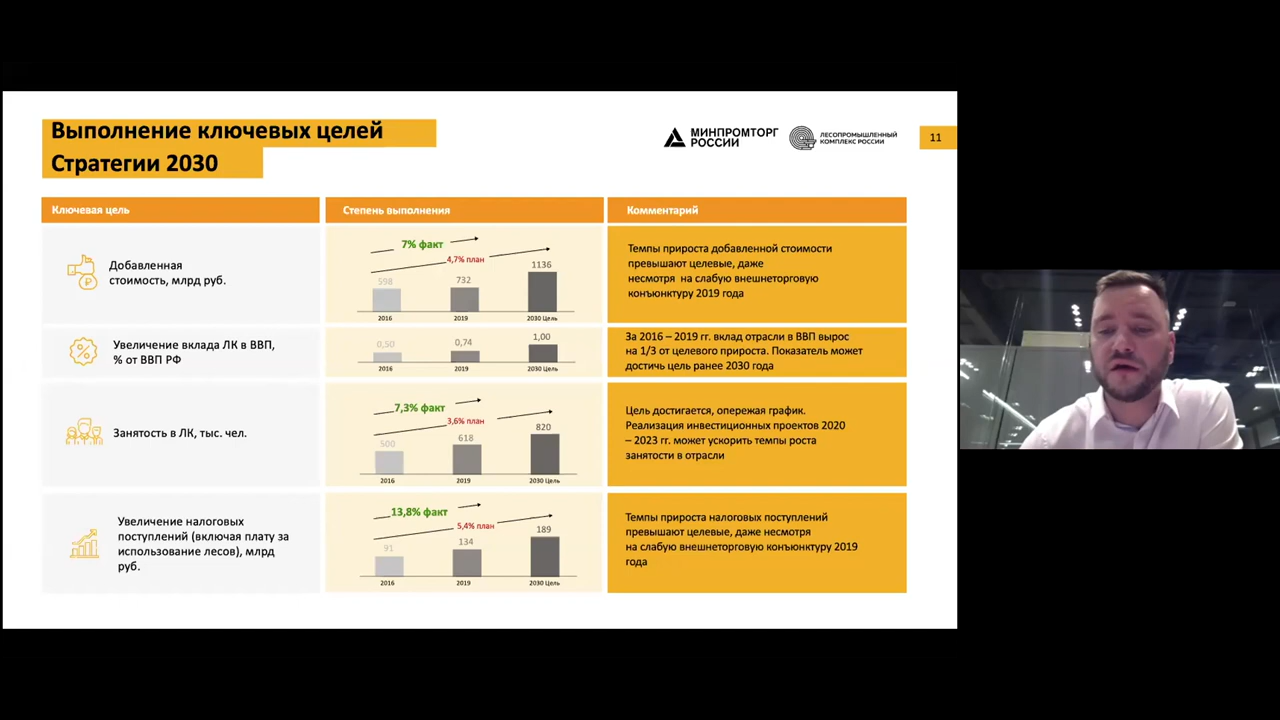 Выполнение ключевых целей
Стратегии 2030
МИНПРОМТОРГ
РОССИИ
ЛЕСОПРОМЫШЛЕННЫЙ
КОМПЛЕКС РОССИИ
11
Ключевая цель
Степень выполнения
Комментарий
Добавленная
стоимость, млрд руб.
7% факт
4,7% план
598
732
1136
2016
2019
2030 Цель
Темпы прироста добавленной стоимости
превышают целевые, даже
несмотря на слабую внешнеторговую
конъюнктуру 2019 года
Увеличение вклада ЛК в ВВП,
% от ВВП РФ
0,50
0,74
1,00
2016
2019
2030 Цель
За 2016 – 2019 гг. вклад отрасли в ВВП вырос
на 1/3 от целевого прироста. Показатель может
достичь цель ранее 2030 года
Занятость в ЛК, тыс. чел.
7,3% факт
3,6% план
500
618
820
2016
2019
2030 Цель
Цель достигается, опережая график.
Реализация инвестиционных проектов 2020
– 2023 гг. может ускорить темпы роста
занятости в отрасли
Увеличение налоговых
поступлений (включая плату за
использование лесов), млрд
руб.
13,8% факт
5,4% план
91
134
189
2016
2019
2030 Цель
Темпы прироста налоговых поступлений
превышают целевые, даже несмотря
на слабую внешнеторговую конъюнктуру 2019
года